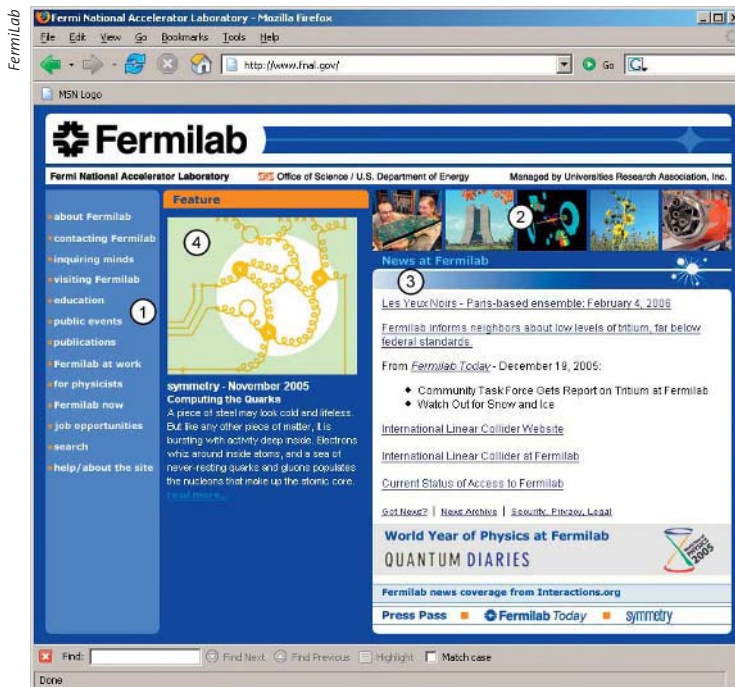 FermiLab
Fermi National Accelerator Laboratory - Mozilla Firefox
File Edit View Go Bookmarks Tools Help
http://www.fnal.gov/
Go
G
MSN Logo
Fermilab
Fermi National Accelerator Laboratory
Office of Science / U.S. Department of Energy
Managed by Universities Research Association, Inc.
about Fermilab
contacting Fermilab
inquiring minds
visiting Fermilab
education
public events
publications
Fermilab at work
for physicists
Fermilab now
job opportunities
search
help/about the site
1
Feature
4
symmetry - November 2005
Computing the Quarks
A piece of steel may look cold and lifeless.
But like any other piece of matter, it is
bursting with activity deep inside. Electrons
whiz around inside atoms, and a sea of
never-resting quarks and gluons populates
the nucleons that make up the atomic core.
read more...
2
News at Fermilab
3
Les Yeux Noirs - Paris-based ensemble: February 4, 2006
Fermilab informs neighbors about low levels of tritium, far below
federal standards.
From Fermilab Today - December 19, 2005:
Community Task Force Gets Report on Tritium at Fermilab
Watch Out for Snow and Ice
International Linear Collider Website
International Linear Collider at Fermilab
Current Status of Access to Fermilab
Got News? | News Archive | Security, Privacy, Legal
World Year of Physics at Fermilab
QUANTUM DIARIES
2005
Fermilab news coverage from Interactions.org
Press Pass Fermilab Today symmetry
Find: Find Next Find Previous Highlight Match case
Done